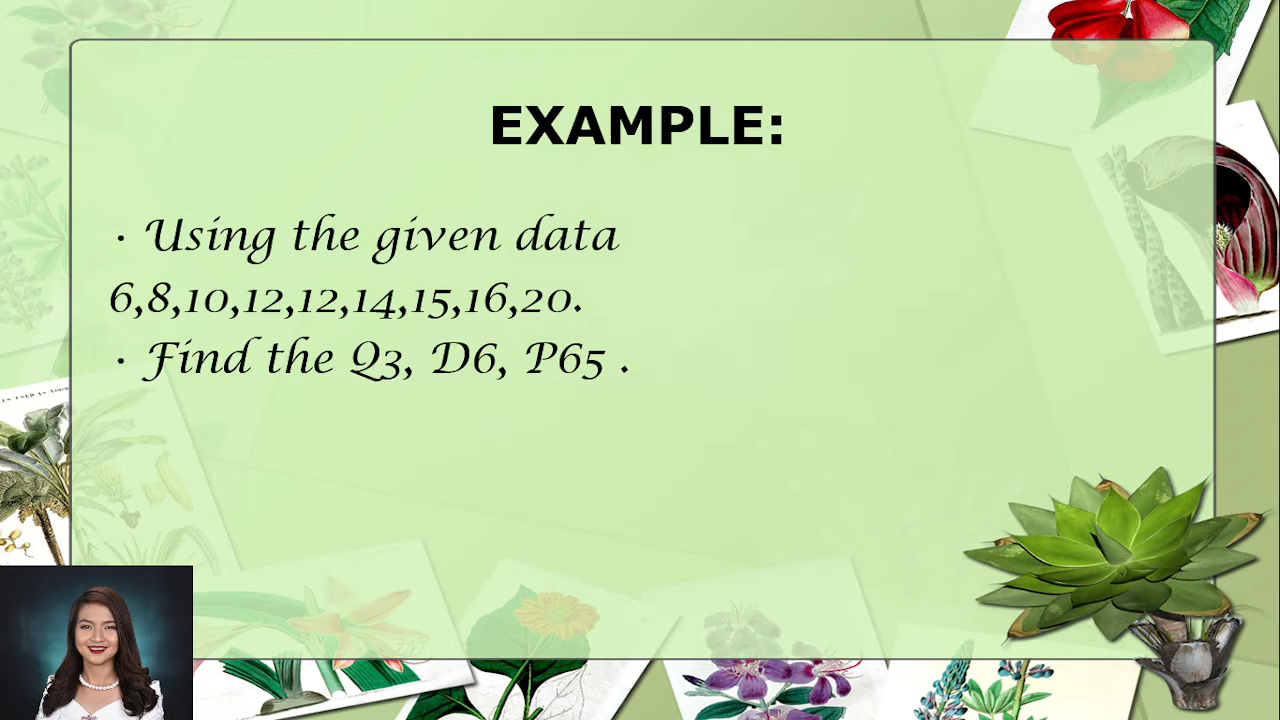 EXAMPLE:
• Using the given data
6,8,10,12,12,14,15,16,20.
• Find the Q3, D6, P65 .